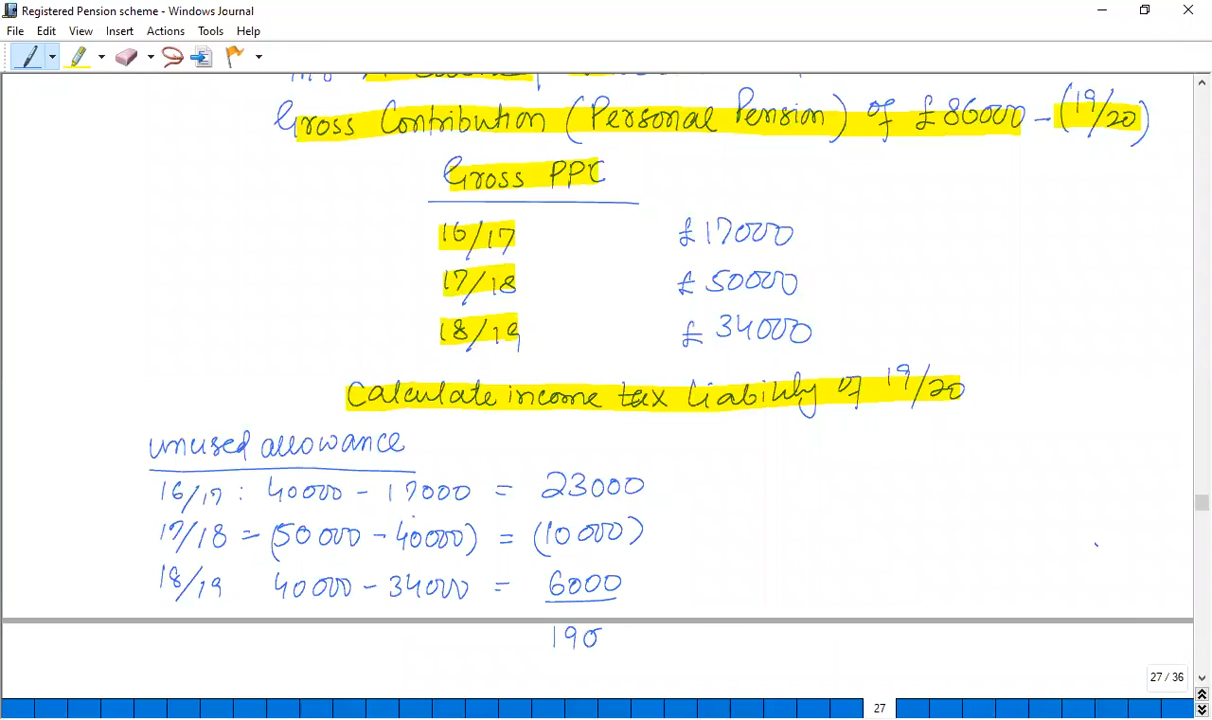 Registered Pension scheme - Windows Journal
File Edit View Insert Actions Tools Help
Gross Contribution (Personal Pension) of £86000 - (19/20)
Gross PPC
16/17 £17000
17/18 £50000
18/19 £34000
Calculate income tax liability of 19/20
unused allowance
16/17 : 40000 - 17000 = 23000
17/18 = (50000 - 40000) = (10000)
18/19 40000 - 34000 = 6000
190
27 / 36
27